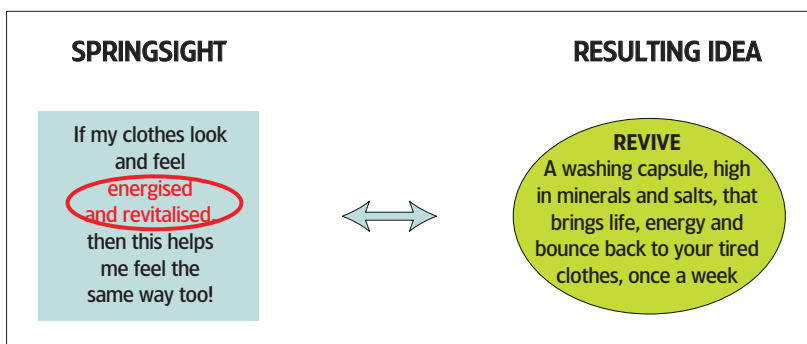 SPRINGSIGHT
If my clothes look
and feel
energised
and revitalised,
then this helps
me feel the
same way too!
RESULTING IDEA
REVIVE
A washing capsule, high
in minerals and salts, that
brings life, energy and
bounce back to your tired
clothes, once a week